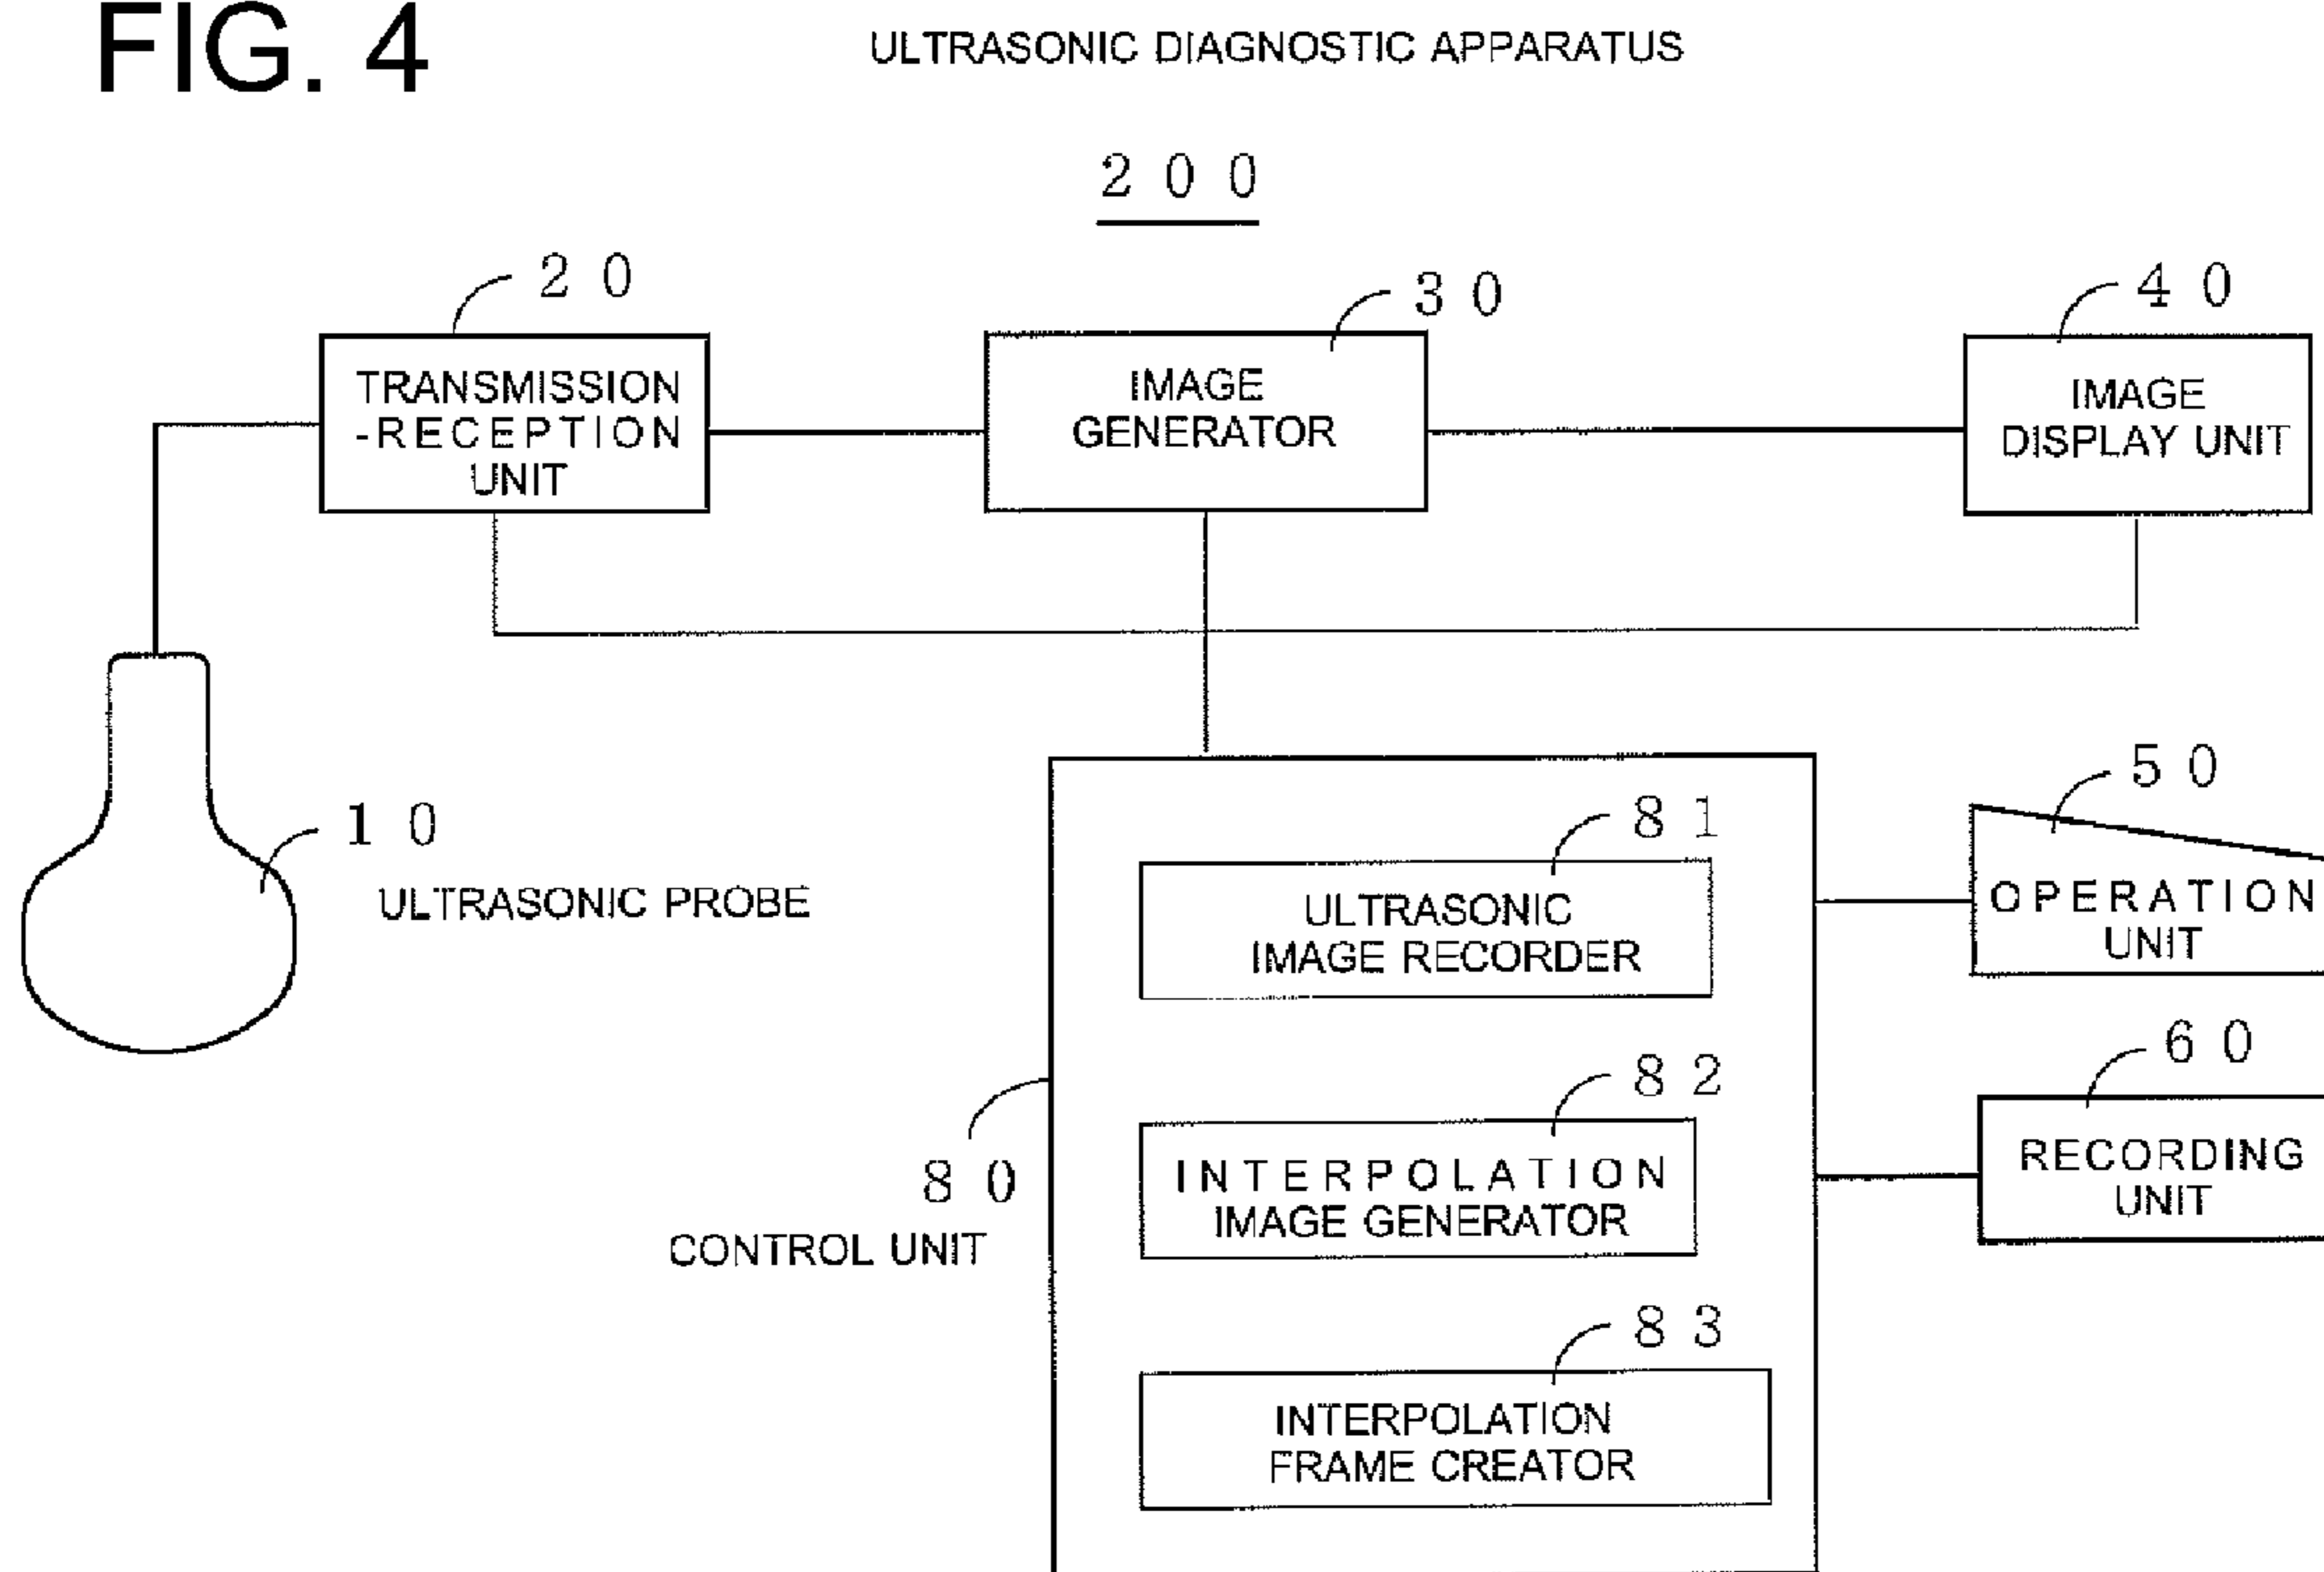 FIG. 4
ULTRASONIC DIAGNOSTIC APPARATUS
200
20
30
40
TRANSMISSION
-RECEPTION
UNIT
IMAGE
GENERATOR
IMAGE
DISPLAY UNIT
10
ULTRASONIC PROBE
81
ULTRASONIC
IMAGE RECORDER
50
OPERATION
UNIT
82
INTERPOLATION
IMAGE GENERATOR
60
RECORDING
UNIT
80
CONTROL UNIT
83
INTERPOLATION
FRAME CREATOR